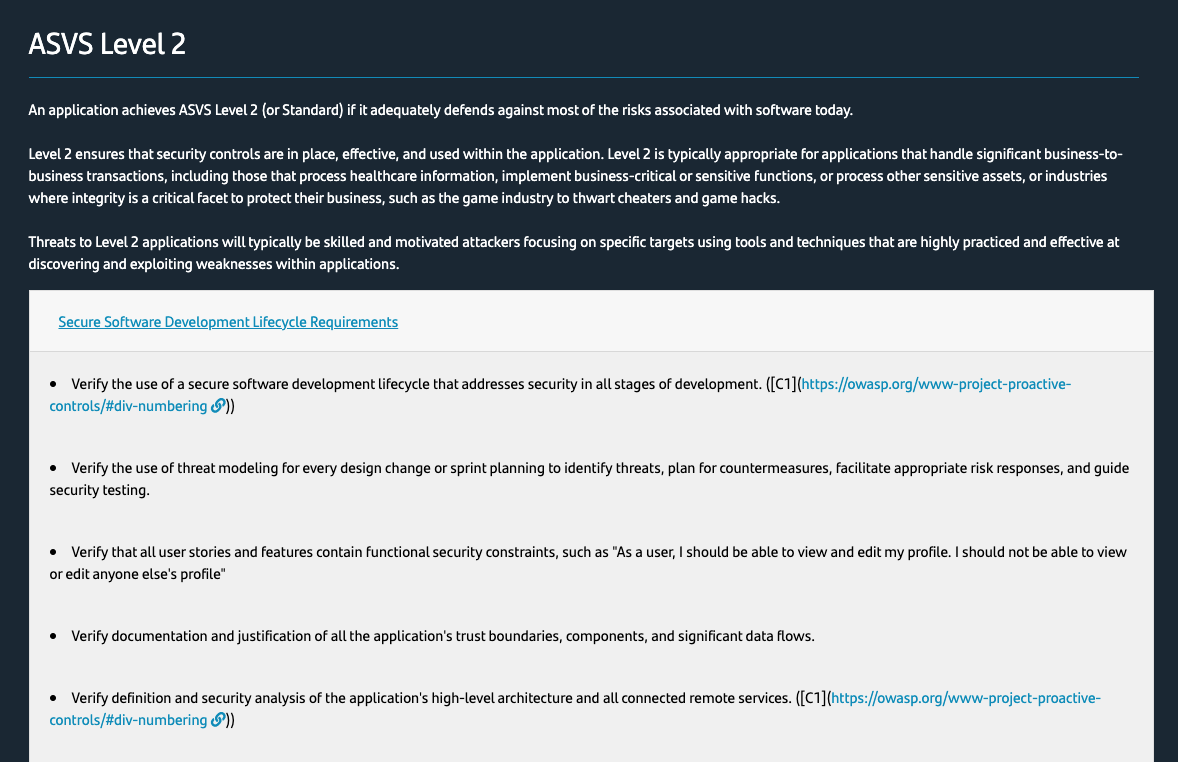 ASVS Level 2
An application achieves ASVS Level 2 (or Standard) if it adequately defends against most of the risks associated with software today.
Level 2 ensures that security controls are in place, effective, and used within the application. Level 2 is typically appropriate for applications that handle significant business-to-
business transactions, including those that process healthcare information, implement business-critical or sensitive functions, or process other sensitive assets, or industries
where integrity is a critical facet to protect their business, such as the game industry to thwart cheaters and game hacks.
Threats to Level 2 applications will typically be skilled and motivated attackers focusing on specific targets using tools and techniques that are highly practiced and effective at
discovering and exploiting weaknesses within applications.
Secure Software Development Lifecycle Requirements
• Verify the use of a secure software development lifecycle that addresses security in all stages of development. ([C1](https://owasp.org/www-project-proactive-
controls/#div-numbering))
• Verify the use of threat modeling for every design change or sprint planning to identify threats, plan for countermeasures, facilitate appropriate risk responses, and guide
security testing.
• Verify that all user stories and features contain functional security constraints, such as "As a user, I should be able to view and edit my profile. I should not be able to view
or edit anyone else's profile"
• Verify documentation and justification of all the application's trust boundaries, components, and significant data flows.
• Verify definition and security analysis of the application's high-level architecture and all connected remote services. ([C1](https://owasp.org/www-project-proactive-
controls/#div-numbering))